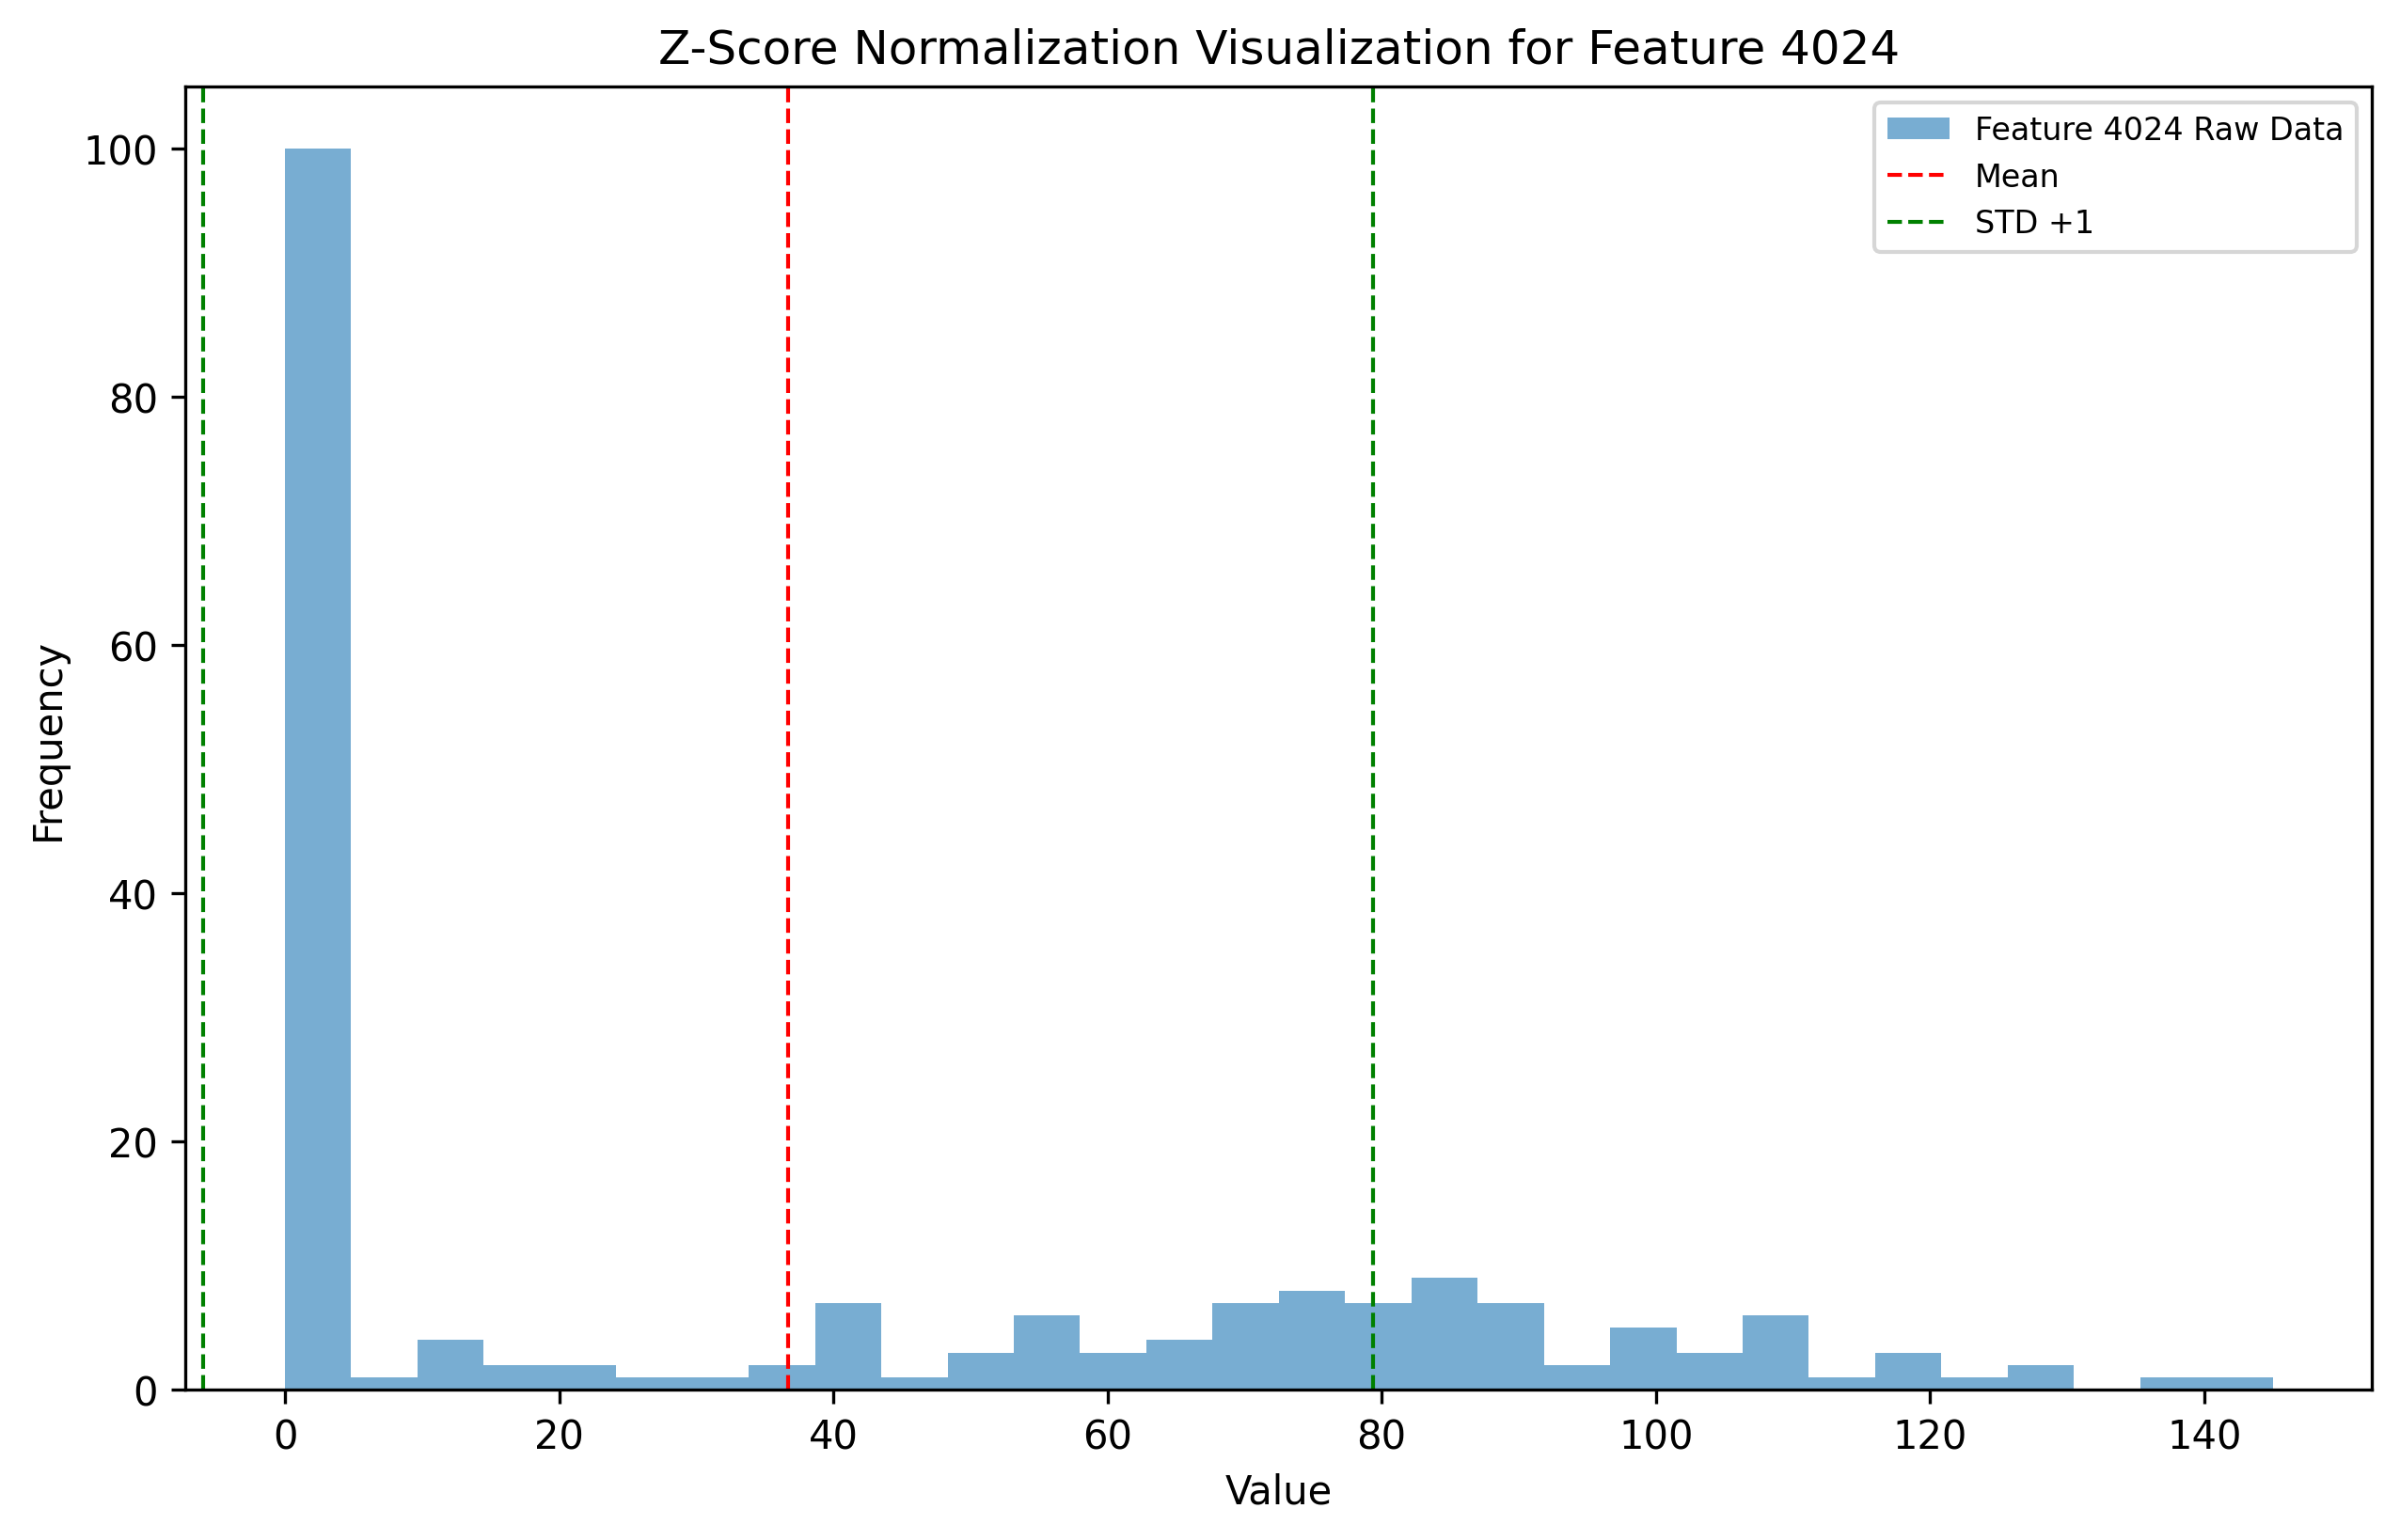 Z-Score Normalization Visualization for Feature 4024
Feature 4024 Raw Data
Mean
STD +1
100
80
60
40
20
0
Frequency
0 20 40 60 80 100 120 140
Value